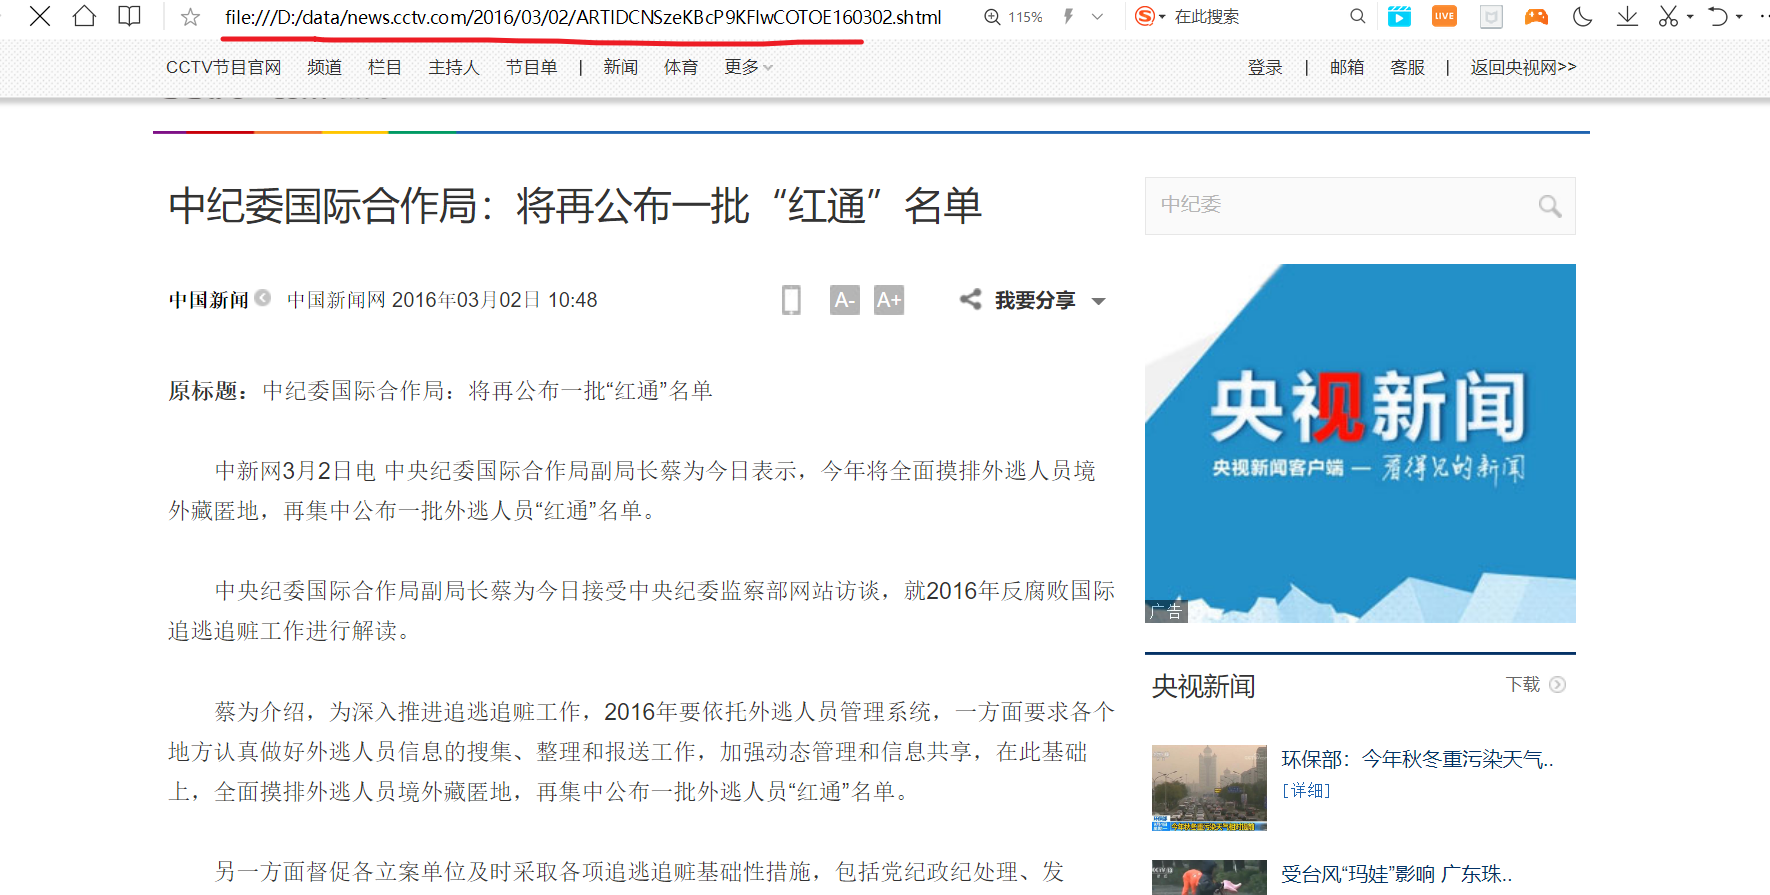 file:///D:/data/news.cctv.com/2016/03/02/ARTIDCNSzeKBcP9KFlwCOTOE160302.shtml
115%
在此搜索
LIVE
CCTV节目官网 频道 栏目 主持人 节目单 | 新闻 体育 更多
登录 | 邮箱 客服 | 返回央视网>>
中纪委国际合作局：将再公布一批“红通”名单
中国新闻 中国新闻网 2016年03月02日 10:48
A- A+
我要分享
原标题：中纪委国际合作局：将再公布一批“红通”名单
中新网3月2日电 中央纪委国际合作局副局长蔡为今日表示，今年将全面摸排外逃人员境
外藏匿地，再集中公布一批外逃人员“红通”名单。
中央纪委国际合作局副局长蔡为今日接受中央纪委监察部网站访谈，就2016年反腐败国际
追逃追赃工作进行解读。
蔡为介绍，为深入推进追逃追赃工作，2016年要依托外逃人员管理系统，一方面要求各个
地方认真做好外逃人员信息的搜集、整理和报送工作，加强动态管理和信息共享，在此基础
上，全面摸排外逃人员境外藏匿地，再集中公布一批外逃人员“红通”名单。
另一方面督促各立案单位及时采取各项追逃追赃基础性措施，包括党纪政纪处理、发
中纪委
央视新闻
央视新闻客户端 — 看得见的新闻
广告
央视新闻
下载
环保部：今年秋冬重污染天气..
[详细]
受台风“玛娃”影响 广东珠..